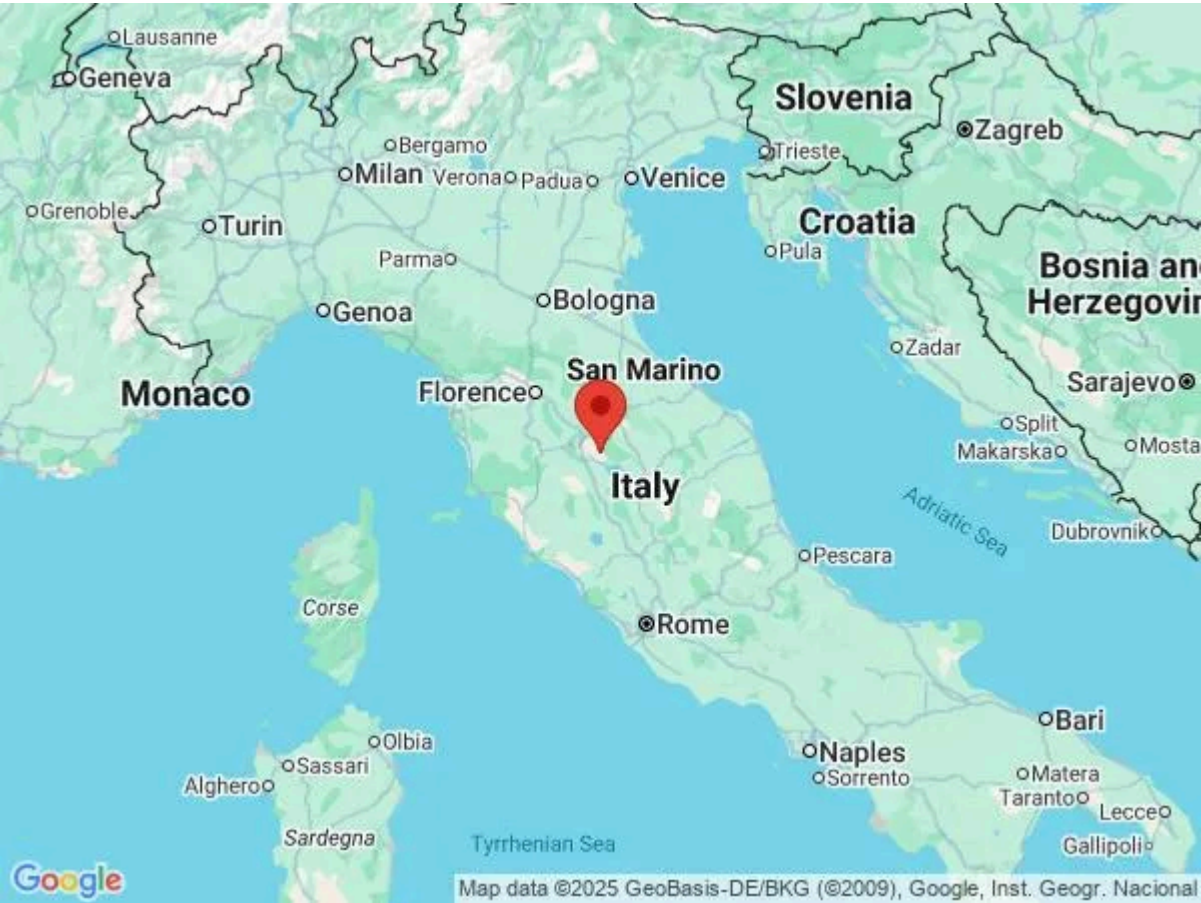 Lausanne
Geneva
Slovenia
Zagreb
Bergamo
Trieste
Milan
Verona
Padua
Venice
Grenoble
Turin
Croatia
Parma
Pula
Bosnia an
Herzegovin
Bologna
Genoa
Zadar
San Marino
Sarajevo
Monaco
Florence
Split
Makarska
Mosta
Italy
Adriatic Sea
Dubrovnik
Pescara
Corse
Rome
Bari
Olbia
Naples
Sassari
Sorrento
Matera
Alghero
Taranto
Lecce
Sardegna
Tyrrhenian Sea
Gallipoli
Google
Map data ©2025 GeoBasis-DE/BKG (©2009), Google, Inst. Geogr. Nacional